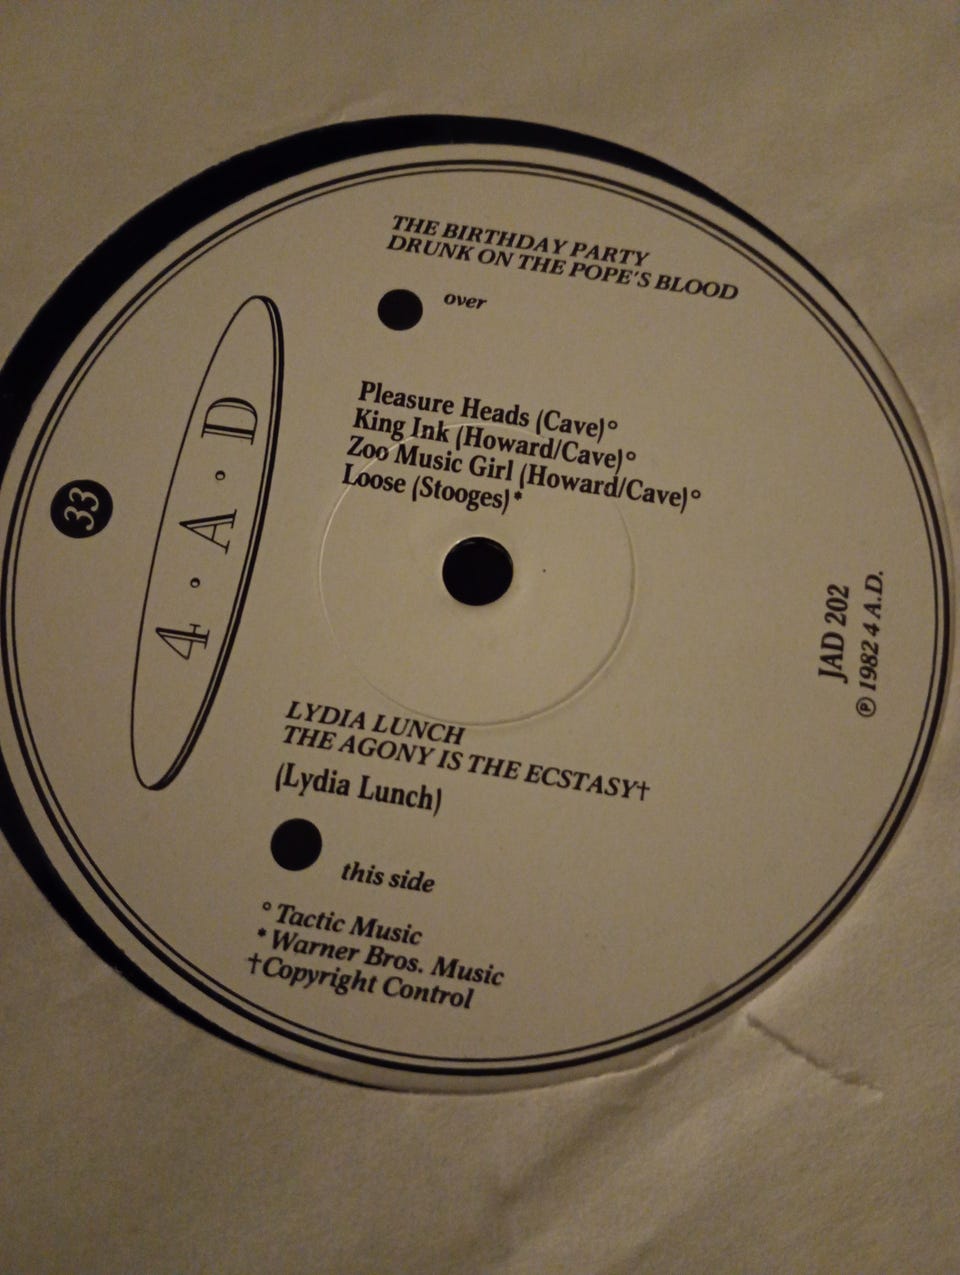 THE BIRTHDAY PARTY
DRUNK ON THE POPE'S BLOOD
over
Pleasure Heads (Cave)°
King Ink (Howard/Cave)°
Zoo Music Girl (Howard/Cave)°
Loose (Stooges)*
33
4·A·D
JAD 202
℗ 1982 4 A.D.
LYDIA LUNCH
THE AGONY IS THE ECSTASY†
(Lydia Lunch)
this side
° Tactic Music
* Warner Bros. Music
†Copyright Control